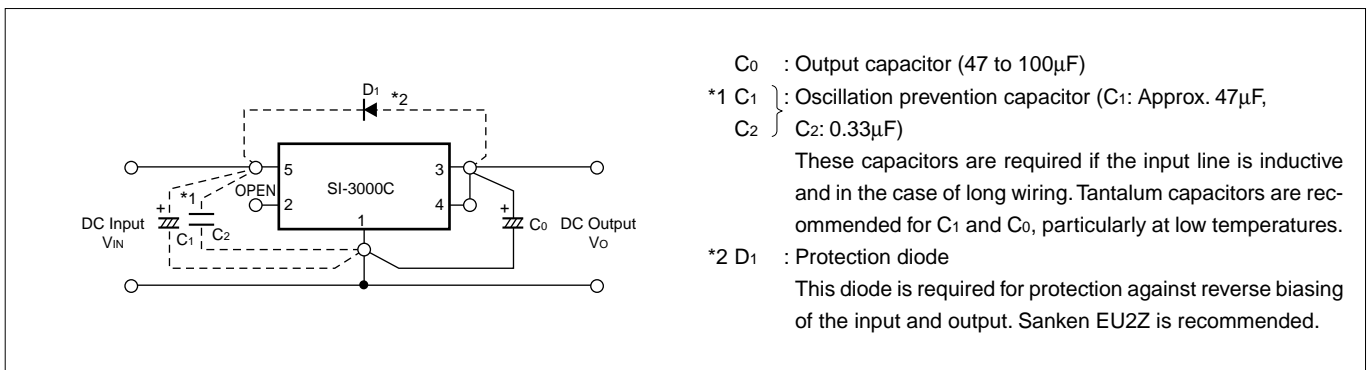 D1
*2
5
3
OPEN
*1
SI-3000C
2
4
1
DC Input
VIN
+
C1
C2
+
C0
DC Output
VO
C0 : Output capacitor (47 to 100μF)
*1 C1 : Oscillation prevention capacitor (C1: Approx. 47μF,
C2 C2: 0.33μF)
These capacitors are required if the input line is inductive
and in the case of long wiring. Tantalum capacitors are rec-
ommended for C1 and C0, particularly at low temperatures.
*2 D1 : Protection diode
This diode is required for protection against reverse biasing
of the input and output. Sanken EU2Z is recommended.